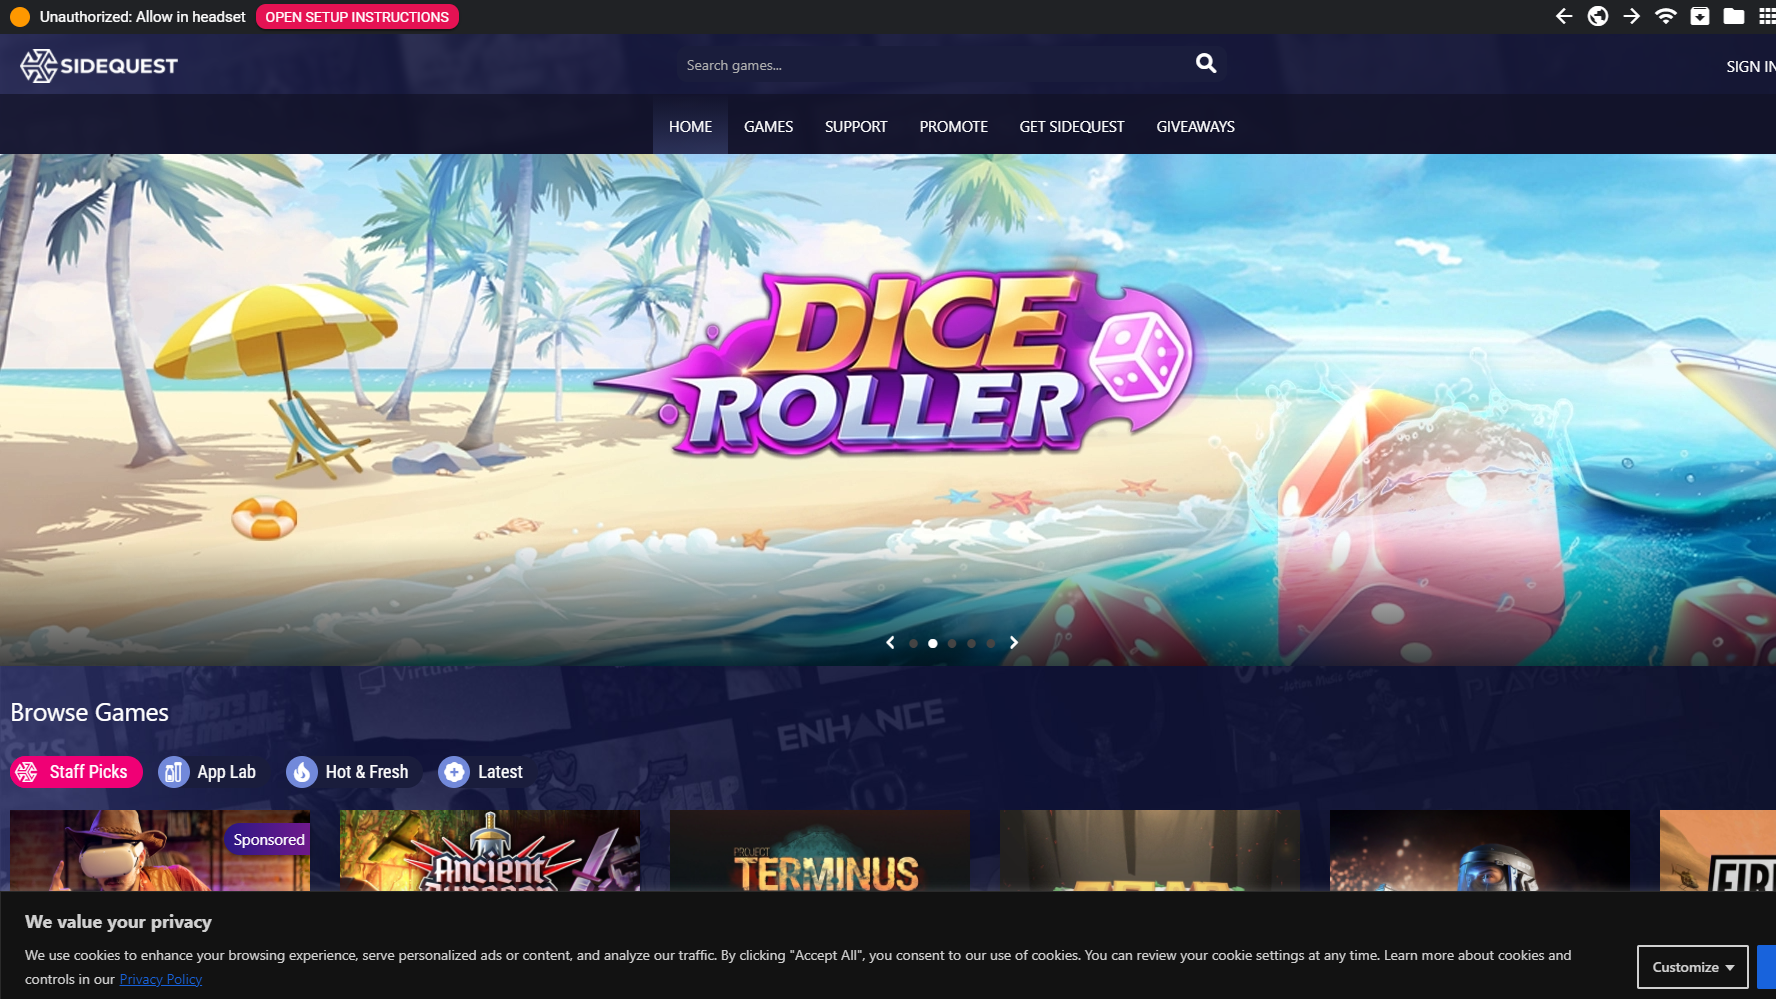 Unauthorized: Allow in headset
OPEN SETUP INSTRUCTIONS
SIDEQUEST
Search games...
SIGN IN
HOME
GAMES
SUPPORT
PROMOTE
GET SIDEQUEST
GIVEAWAYS
DICE
ROLLER
Virtual
ENHANCE
PLAYGROU
HELP
Browse Games
Staff Picks
App Lab
Hot & Fresh
Latest
Sponsored
Ancient
PROJECT
TERMINUS
We value your privacy
We use cookies to enhance your browsing experience, serve personalized ads or content, and analyze our traffic. By clicking "Accept All", you consent to our use of cookies. You can review your cookie settings at any time. Learn more about cookies and
controls in our Privacy Policy
Customize